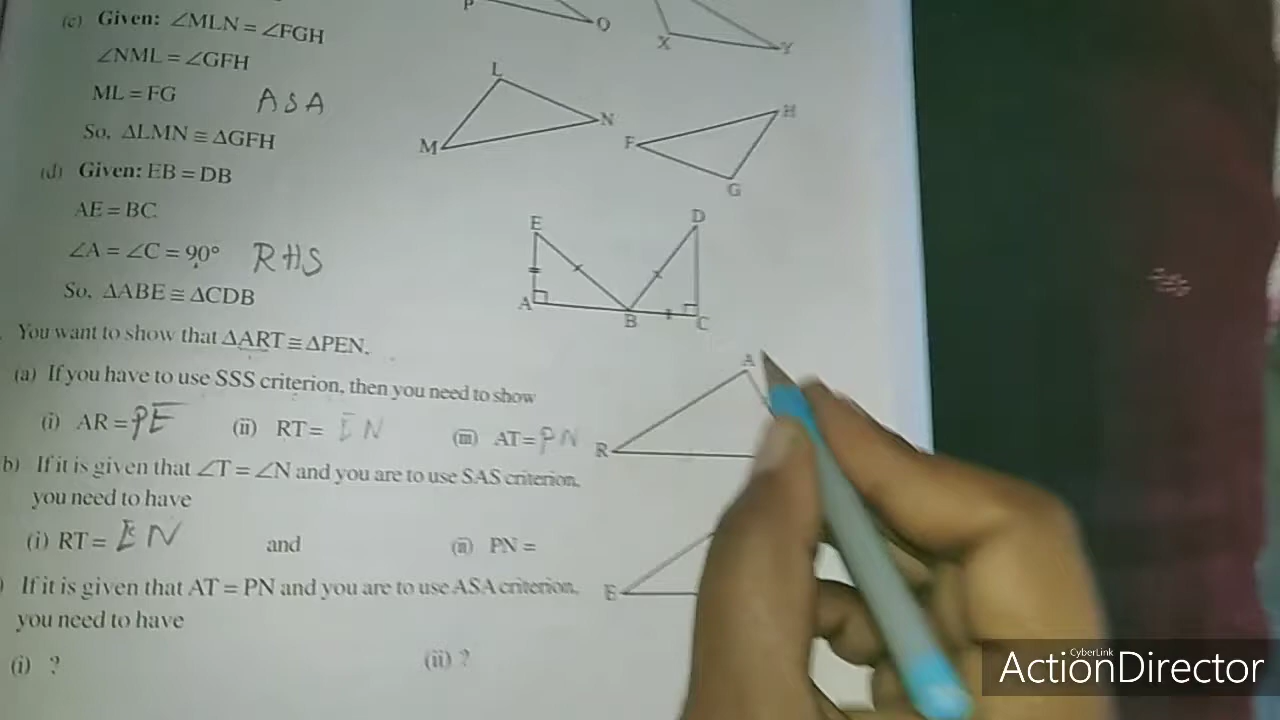 P
Q
X
Y
(c) Given: ∠MLN = ∠FGH
∠NML = ∠GFH
ML = FG ASA
So, ΔLMN ≅ ΔGFH
L
M
N
F
H
G
(d) Given: EB = DB
AE = BC
∠A = ∠C = 90° RHS
So, ΔABE ≅ ΔCDB
E
D
A
B
C
You want to show that ΔART ≅ ΔPEN.
(a) If you have to use SSS criterion, then you need to show
(i) AR = PE (ii) RT = EN (iii) AT = PN
A
R
b) If it is given that ∠T = ∠N and you are to use SAS criterion,
you need to have
(i) RT = EN and (ii) PN =
) If it is given that AT = PN and you are to use ASA criterion,
you need to have
(i) ? (ii) ?
E
CyberLink
ActionDirector